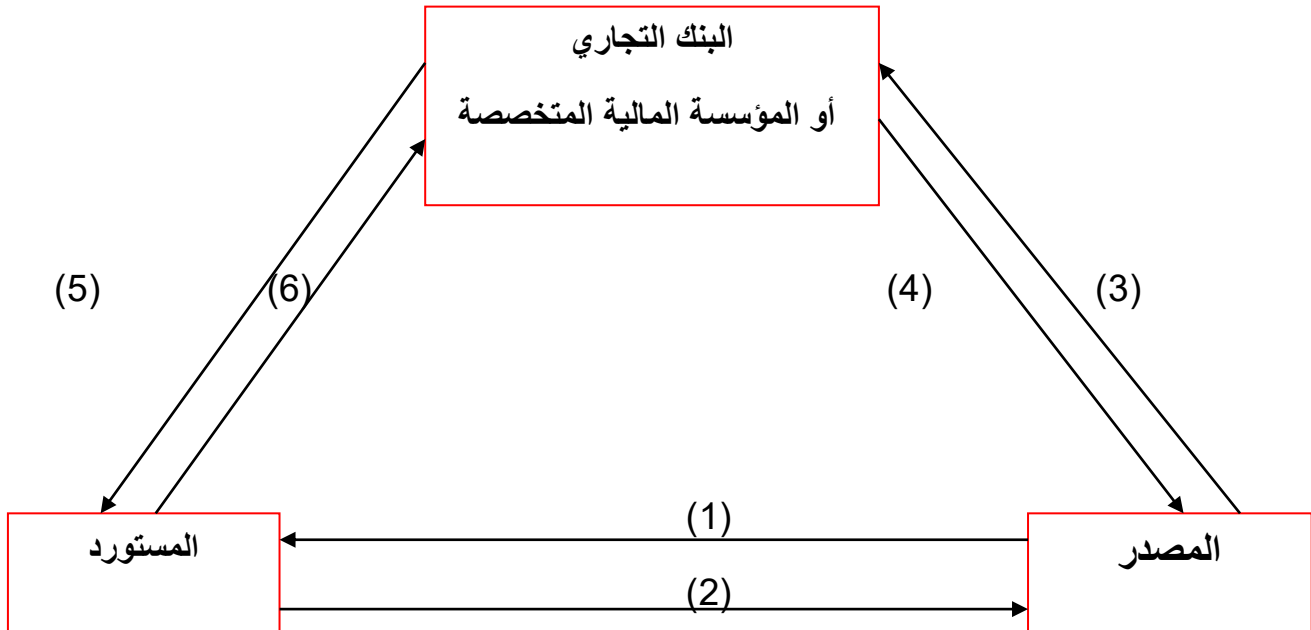 البنك التجاري
أو المؤسسة المالية المتخصصة
(5)
(6)
(4)
(3)
(1)
المستورد
المصدر
(2)